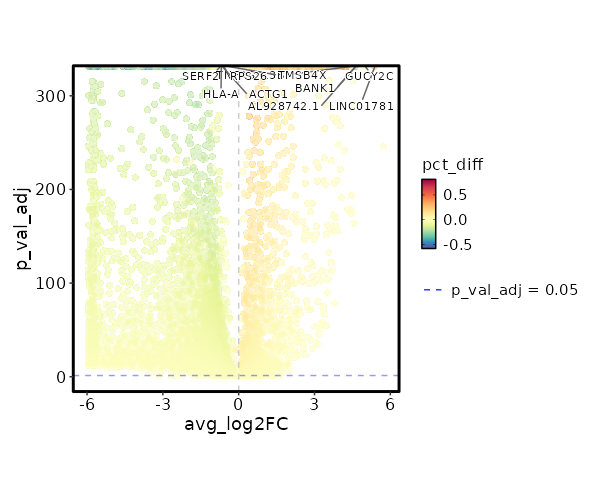 SERF2
RPS26
TMSB4X
GUCY2C
BANK1
HLA-A
ACTG1
AL928742.1
LINC01781
300
200
100
0
p_val_adj
-6
-3
0
3
6
avg_log2FC
pct_diff
0.5
0.0
-0.5
p_val_adj = 0.05